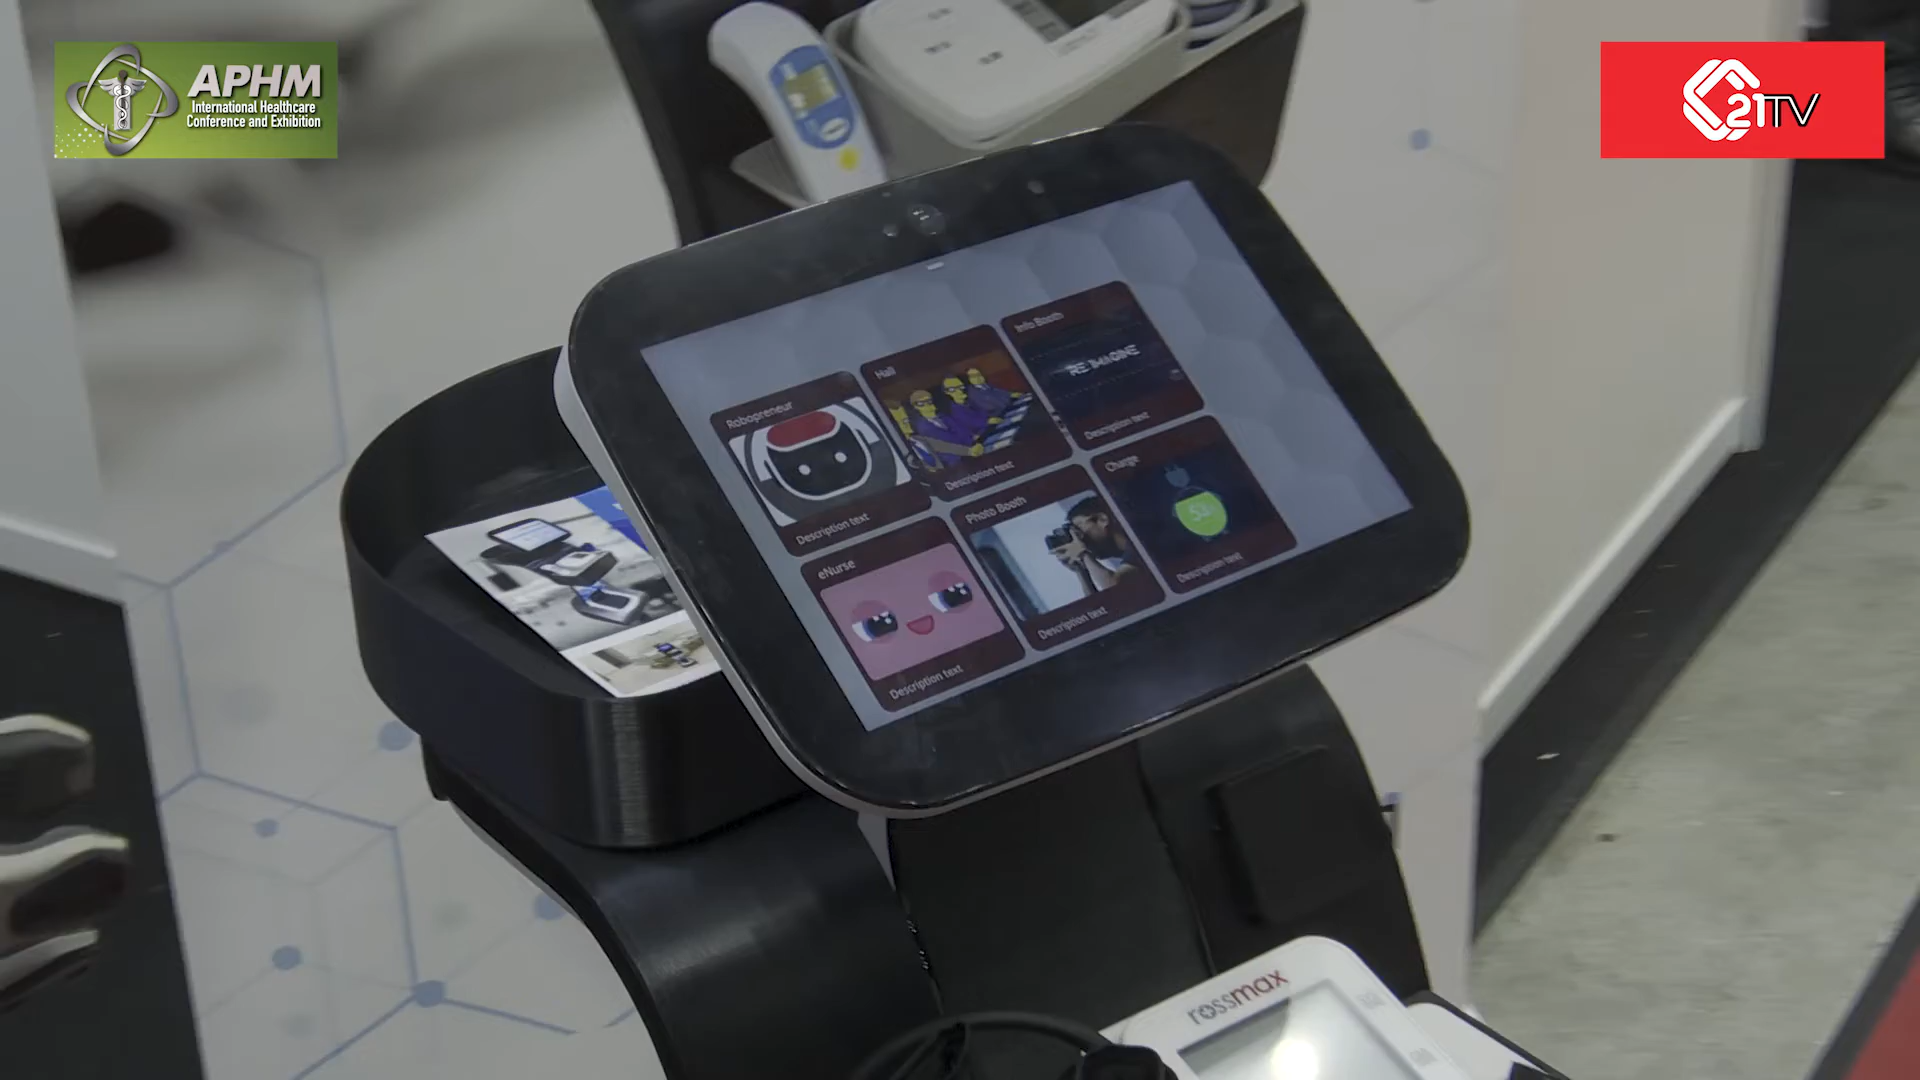 APHM
International Healthcare
Conference and Exhibition
C21TV
Robopreneur
Description text
Hall
Description text
Info Booth
RE IMAGINE
Description text
eNurse
Description text
Photo Booth
Description text
Charge
Description text
rossmax